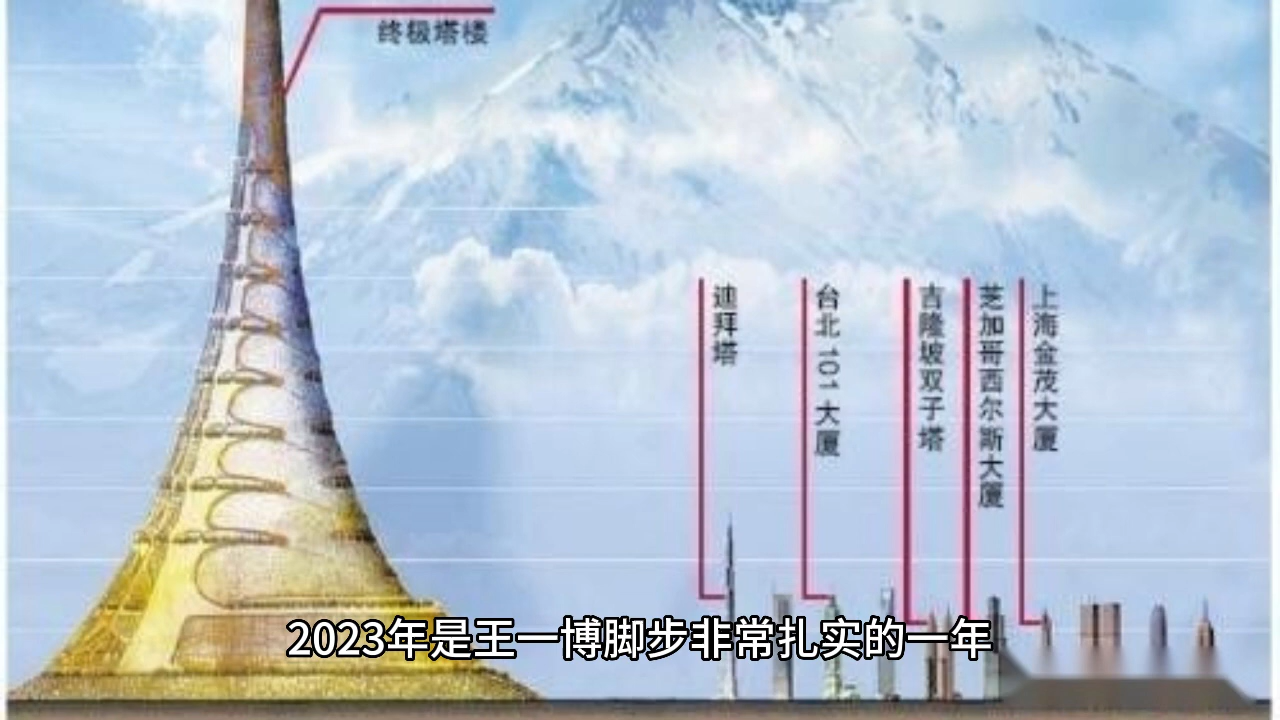 终极塔楼
迪拜塔
台北101大厦
吉隆坡双子塔
芝加哥西尔斯大厦
上海金茂大厦
2023年是王一博脚步非常扎实的一年